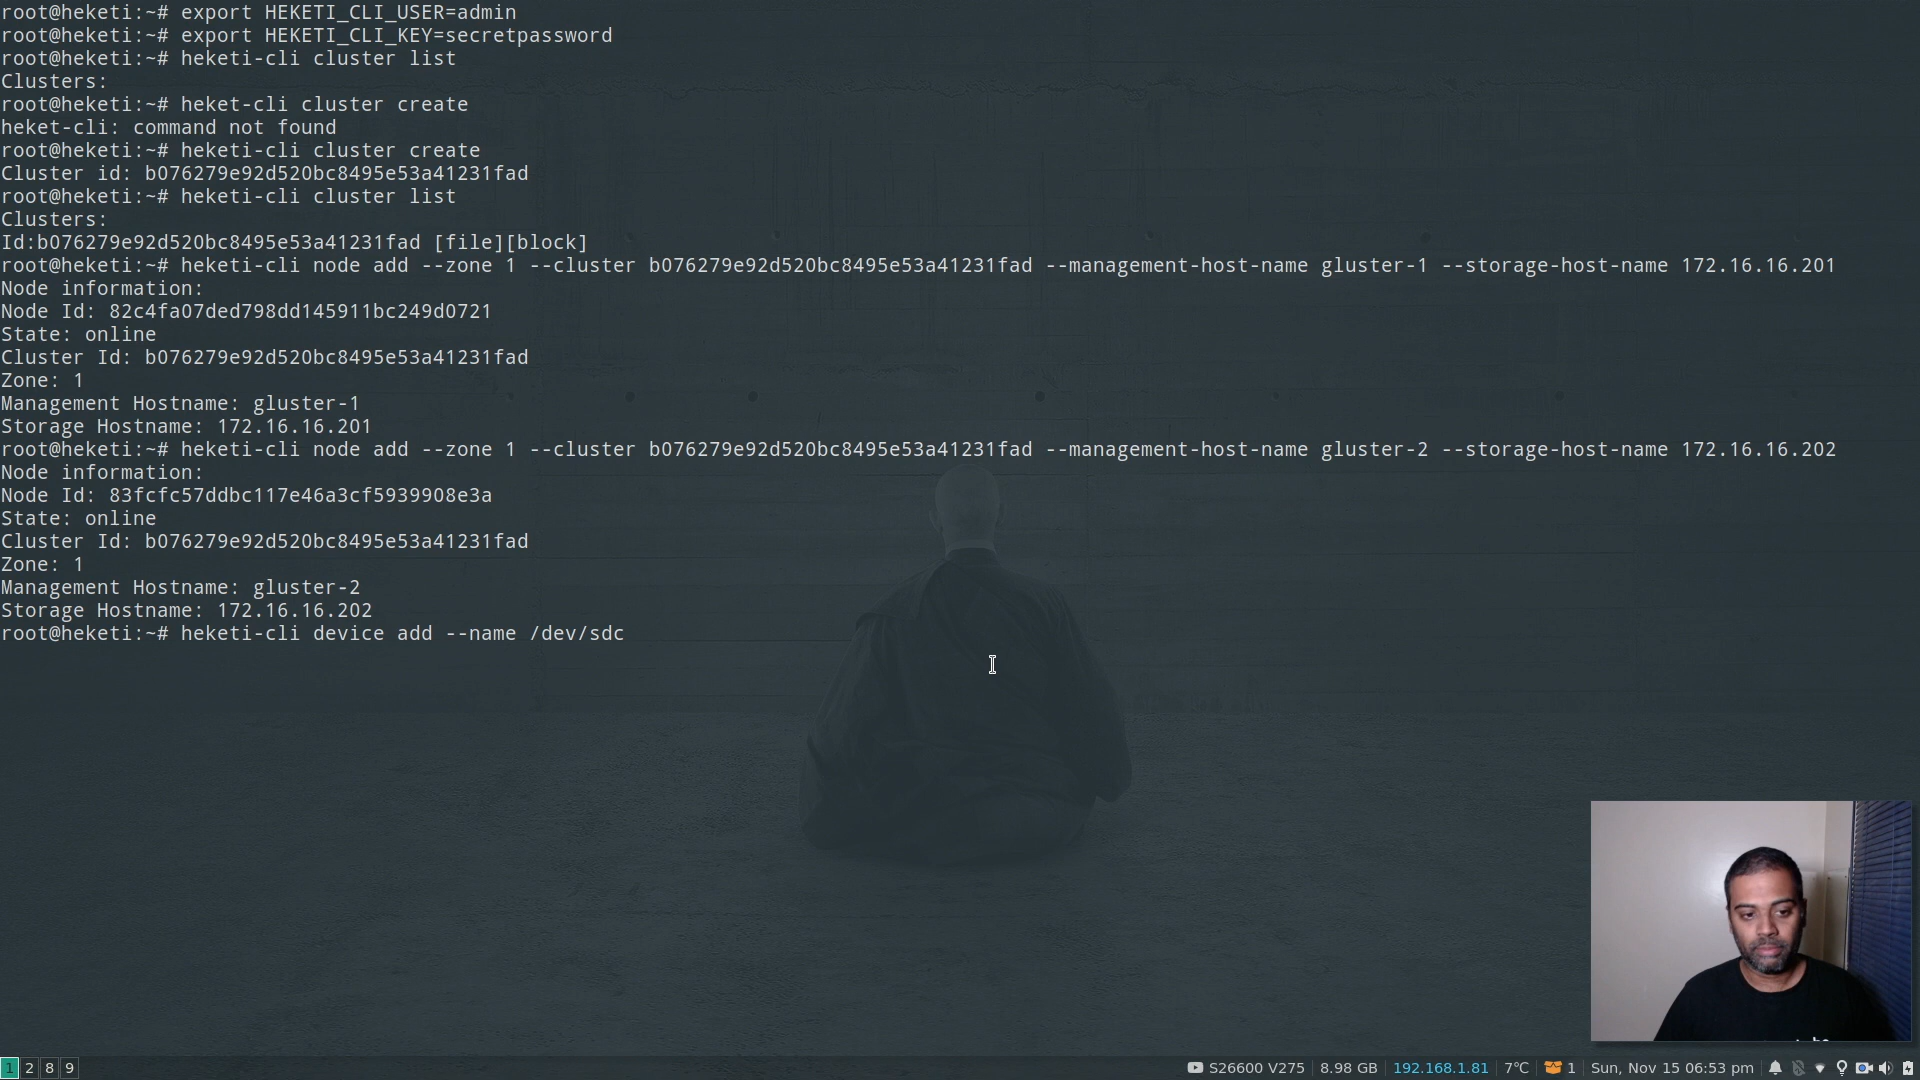 root@heketi:~# export HEKETI_CLI_USER=admin
root@heketi:~# export HEKETI_CLI_KEY=secretpassword
root@heketi:~# heketi-cli cluster list
Clusters:
root@heketi:~# heket-cli cluster create
heket-cli: command not found
root@heketi:~# heketi-cli cluster create
Cluster id: b076279e92d520bc8495e53a41231fad
root@heketi:~# heketi-cli cluster list
Clusters:
Id:b076279e92d520bc8495e53a41231fad [file][block]
root@heketi:~# heketi-cli node add --zone 1 --cluster b076279e92d520bc8495e53a41231fad --management-host-name gluster-1 --storage-host-name 172.16.16.201
Node information:
Node Id: 82c4fa07ded798dd145911bc249d0721
State: online
Cluster Id: b076279e92d520bc8495e53a41231fad
Zone: 1
Management Hostname: gluster-1
Storage Hostname: 172.16.16.201
root@heketi:~# heketi-cli node add --zone 1 --cluster b076279e92d520bc8495e53a41231fad --management-host-name gluster-2 --storage-host-name 172.16.16.202
Node information:
Node Id: 83fcfc57ddbc117e46a3cf5939908e3a
State: online
Cluster Id: b076279e92d520bc8495e53a41231fad
Zone: 1
Management Hostname: gluster-2
Storage Hostname: 172.16.16.202
root@heketi:~# heketi-cli device add --name /dev/sdc
1 2 8 9 S26600 V275 8.98 GB 192.168.1.81 7°C 1 Sun, Nov 15 06:53 pm